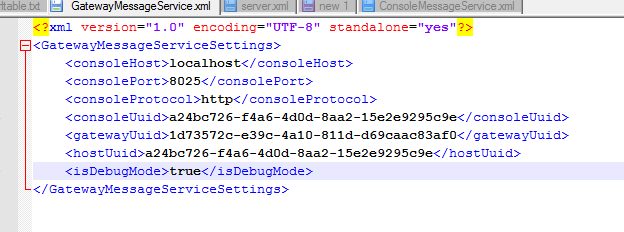 ttable.txt GatewayMessageService.xml server.xml new 1 ConsoleMessageService.xml
<?xml version="1.0" encoding="UTF-8" standalone="yes"?>
<GatewayMessageServiceSettings>
<consoleHost>localhost</consoleHost>
<consolePort>8025</consolePort>
<consoleProtocol>http</consoleProtocol>
<consoleUuid>a24bc726-f4a6-4d0d-8aa2-15e2e9295c9e</consoleUuid>
<gatewayUuid>1d73572c-e39c-4a10-811d-d69caac83af0</gatewayUuid>
<hostUuid>a24bc726-f4a6-4d0d-8aa2-15e2e9295c9e</hostUuid>
<isDebugMode>true</isDebugMode>
</GatewayMessageServiceSettings>